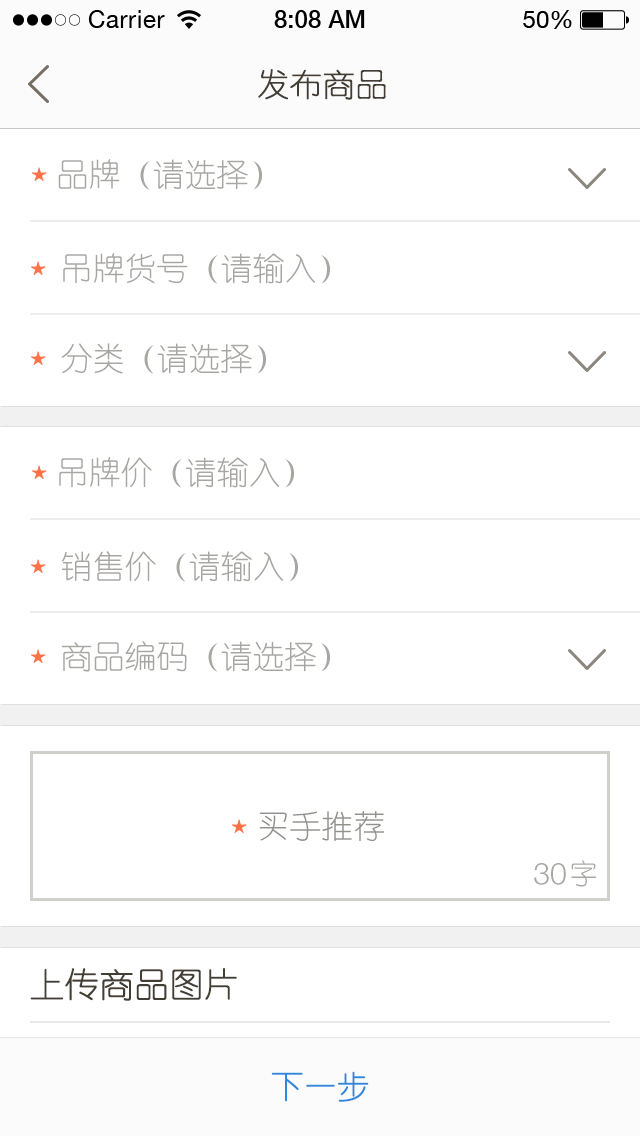 Carrier 8:08 AM 50%
发布商品
★ 品牌（请选择）
★ 吊牌货号（请输入）
★ 分类（请选择）
★ 吊牌价（请输入）
★ 销售价（请输入）
★ 商品编码（请选择）
★ 买手推荐
30字
上传商品图片
下一步